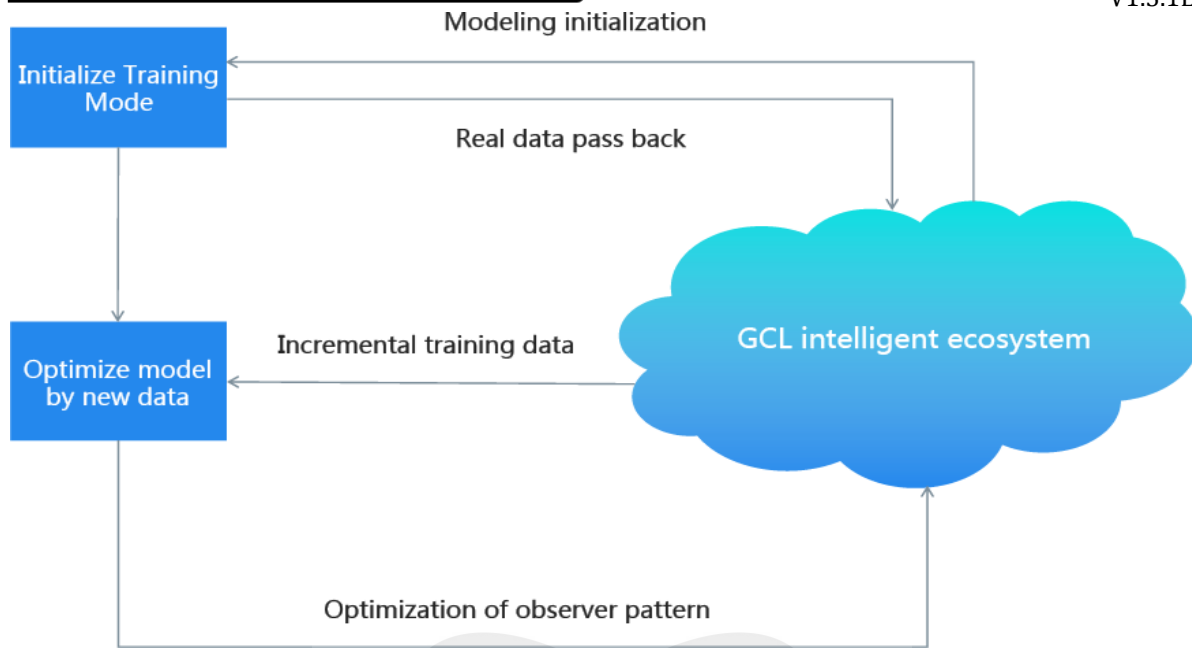 Modeling initialization
Initialize Training
Mode
Real data pass back
GCL intelligent ecosystem
Incremental training data
Optimize model
by new data
Optimization of observer pattern